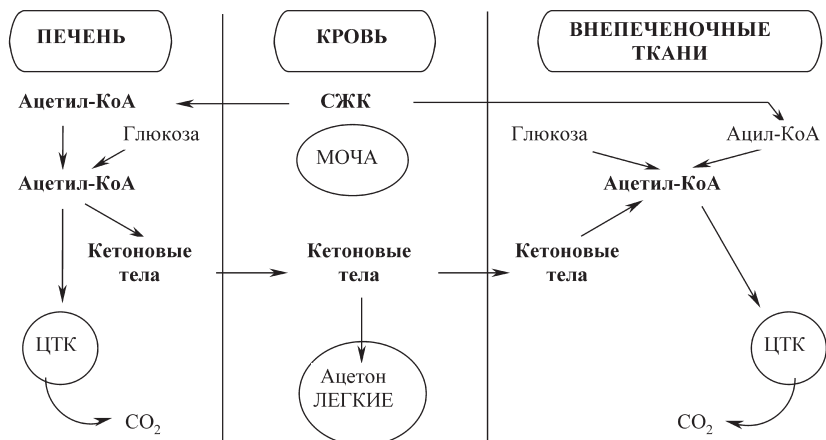 ПЕЧЕНЬ
КРОВЬ
ВНЕПЕЧЕНОЧНЫЕ
ТКАНИ
Ацетил-КоА
СЖК
Глюкоза
МОЧА
Глюкоза
Ацил-КоА
Ацетил-КоА
Ацетил-КоА
Кетоновые
тела
Кетоновые
тела
Кетоновые
тела
ЦТК
Ацетон
ЛЕГКИЕ
ЦТК
CO₂
CO₂